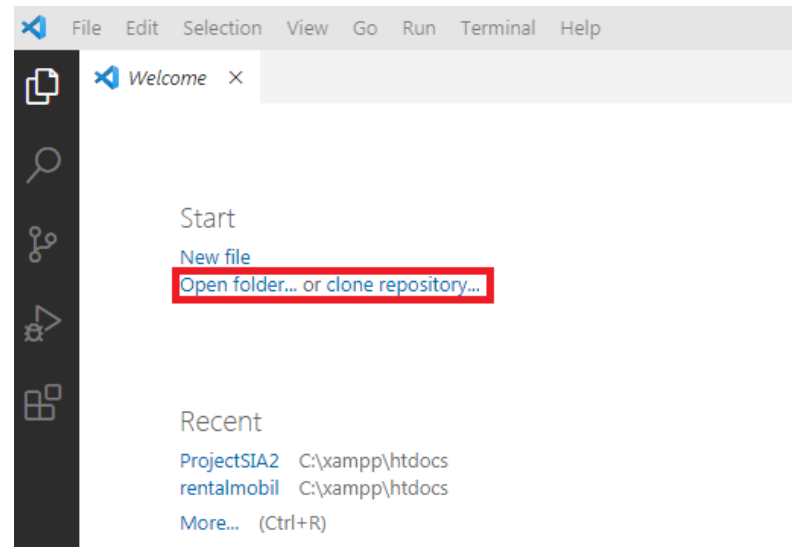 File Edit Selection View Go Run Terminal Help
Welcome
Start
New file
Open folder... or clone repository...
Recent
ProjectSIA2 C:\xampp\htdocs
rentalmobil C:\xampp\htdocs
More... (Ctrl+R)